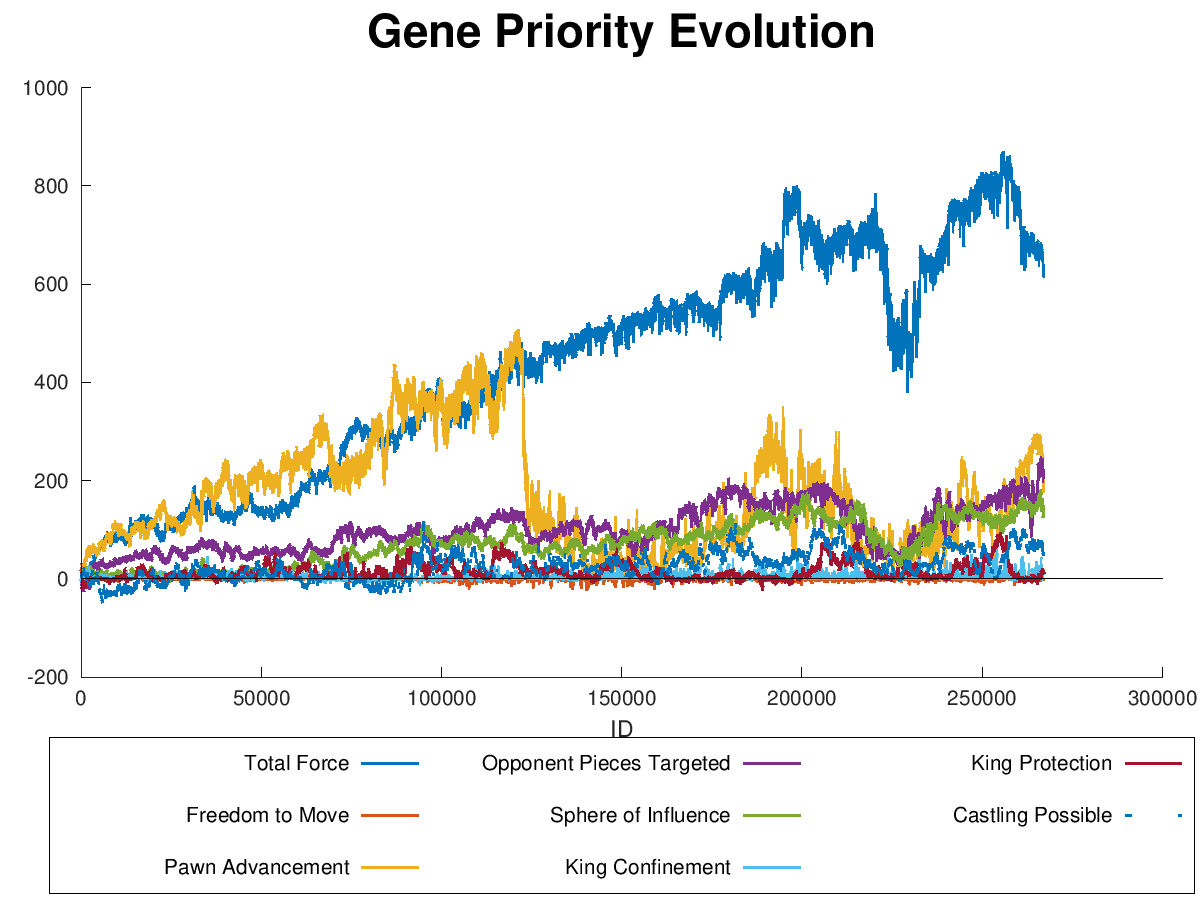 Gene Priority Evolution
1000
800
600
400
200
0
-200
0 50000 100000 150000 200000 250000 300000
ID
Total Force Opponent Pieces Targeted King Protection
Freedom to Move Sphere of Influence Castling Possible
Pawn Advancement King Confinement